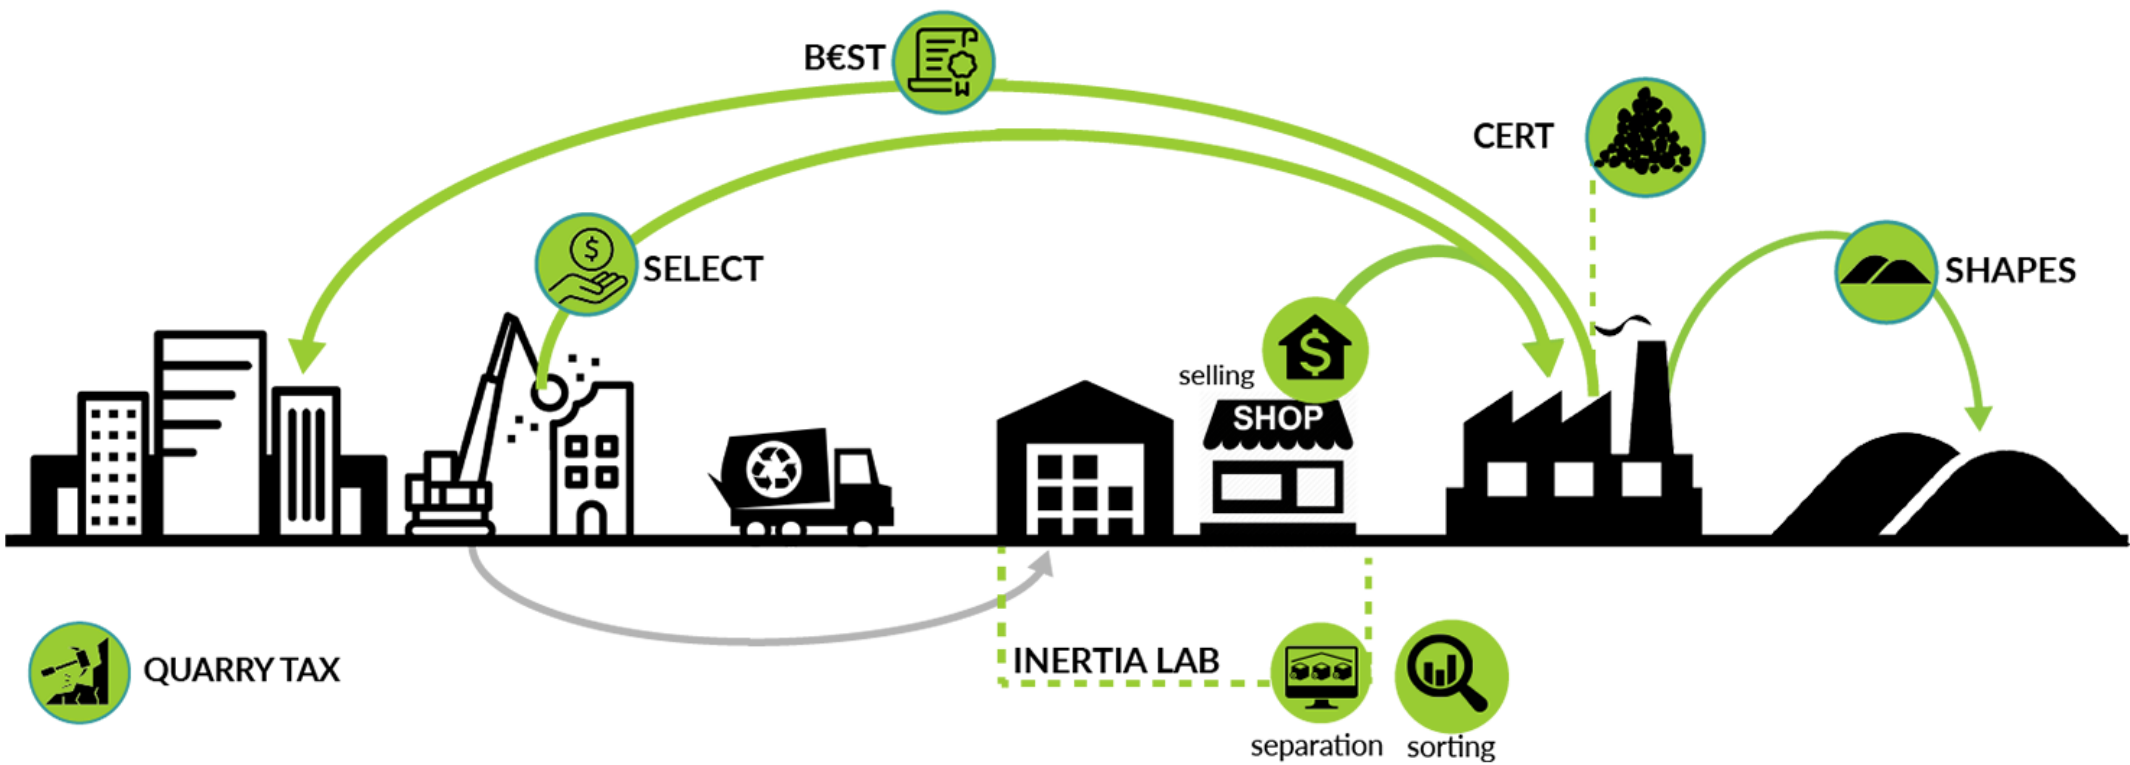 B€ST
CERT
SELECT
SHAPES
selling
SHOP
QUARRY TAX
INERTIA LAB
separation
sorting